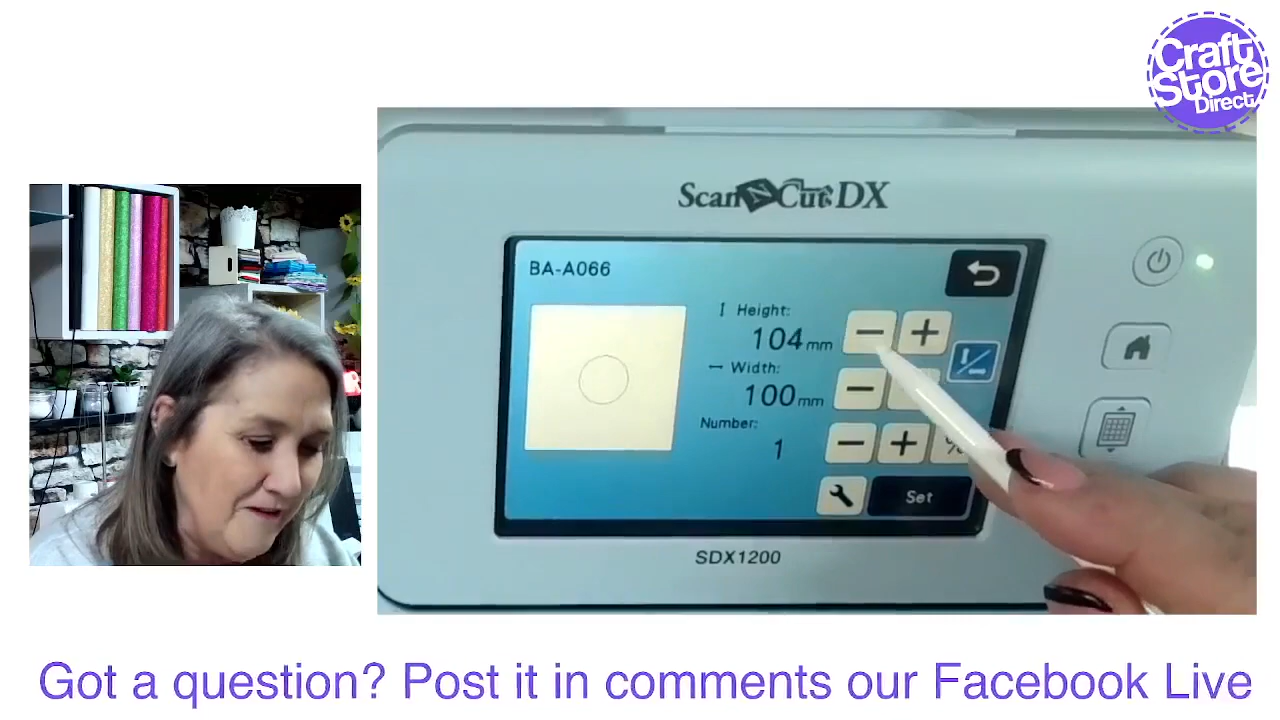 Craft
Store
Direct
ScanNCut DX
BA-A066
Height:
104 mm
Width:
100 mm
Number:
1
%
Set
SDX1200
Got a question? Post it in comments our Facebook Live